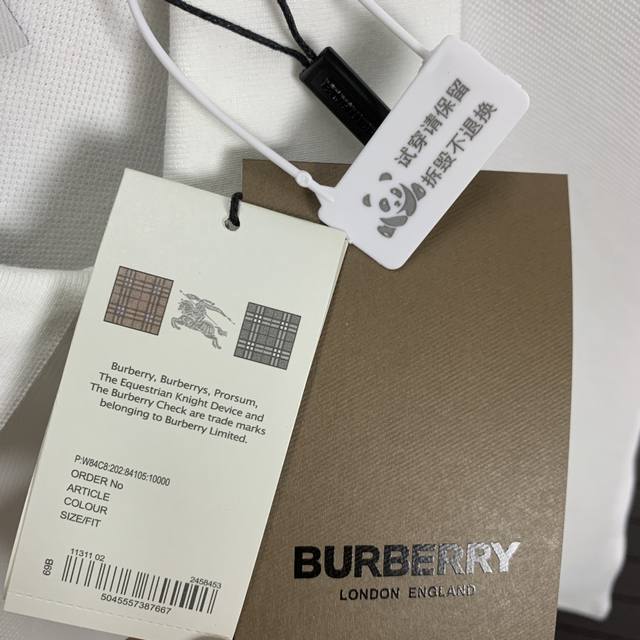 试穿请保留
拆毁不退换
Burberry, Burberrys, Prorsum,
The Equestrian Knight Device and
The Burberry Check are trade marks
belonging to Burberry Limited.
P:W84C8:202:84105:10000
ORDER No
ARTICLE
COLOUR
SIZE/FIT
69B
11311 02
2458453
5045557387667
BURBERRY
LONDON ENGLAND